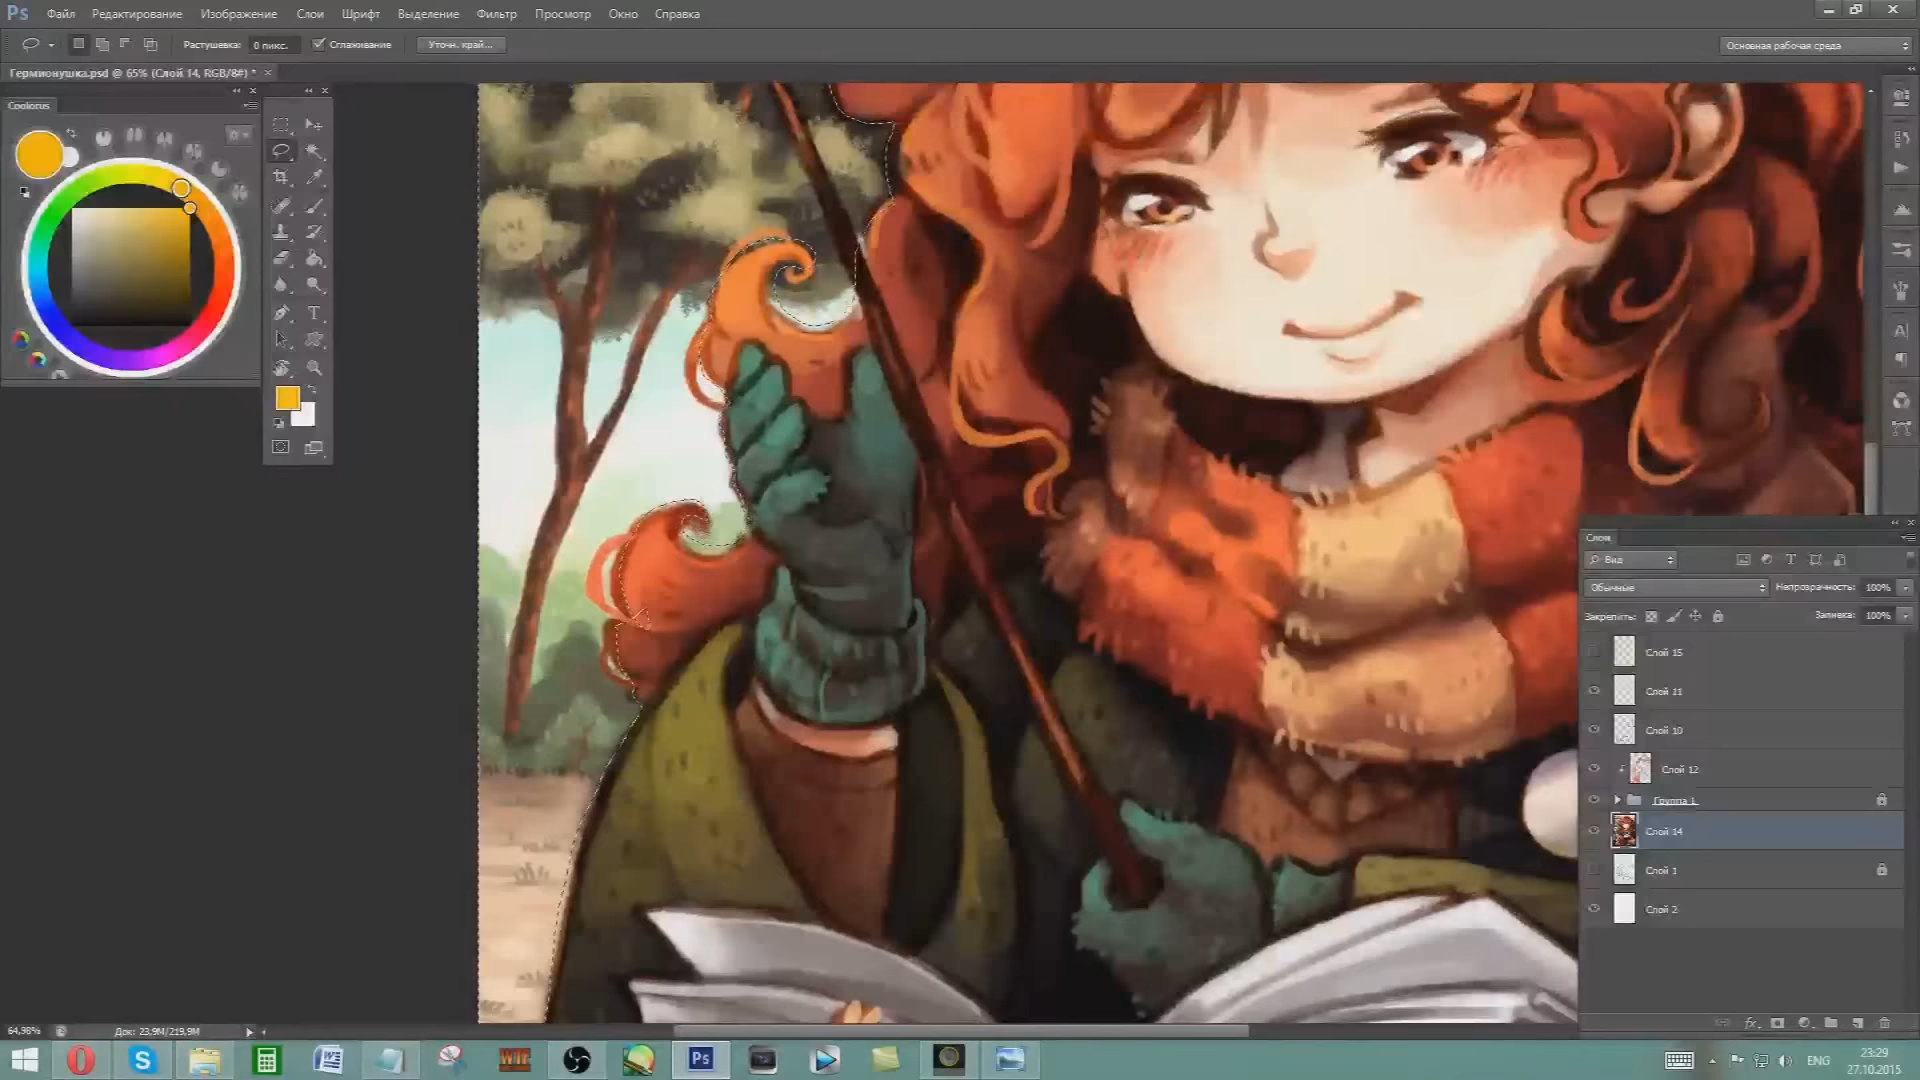 Ps Файл Редактирование Изображение Слои Шрифт Выделение Фильтр Просмотр Окно Справка
Растушевка: 0 пикс. Сглаживание Уточн. край... Основная рабочая среда
Гермионушка.psd @ 65% (Слой 14, RGB/8#) * ×
Coolorus
Слои
Вид
Обычные Непрозрачность: 100%
Закрепить: Заливка: 100%
Слой 15
Слой 11
Слой 10
Слой 12
Группа 1
Слой 14
Слой 1
Слой 2
64,98% Док: 23,9M/219,9M
Ps ENG 23:29
27.10.2015